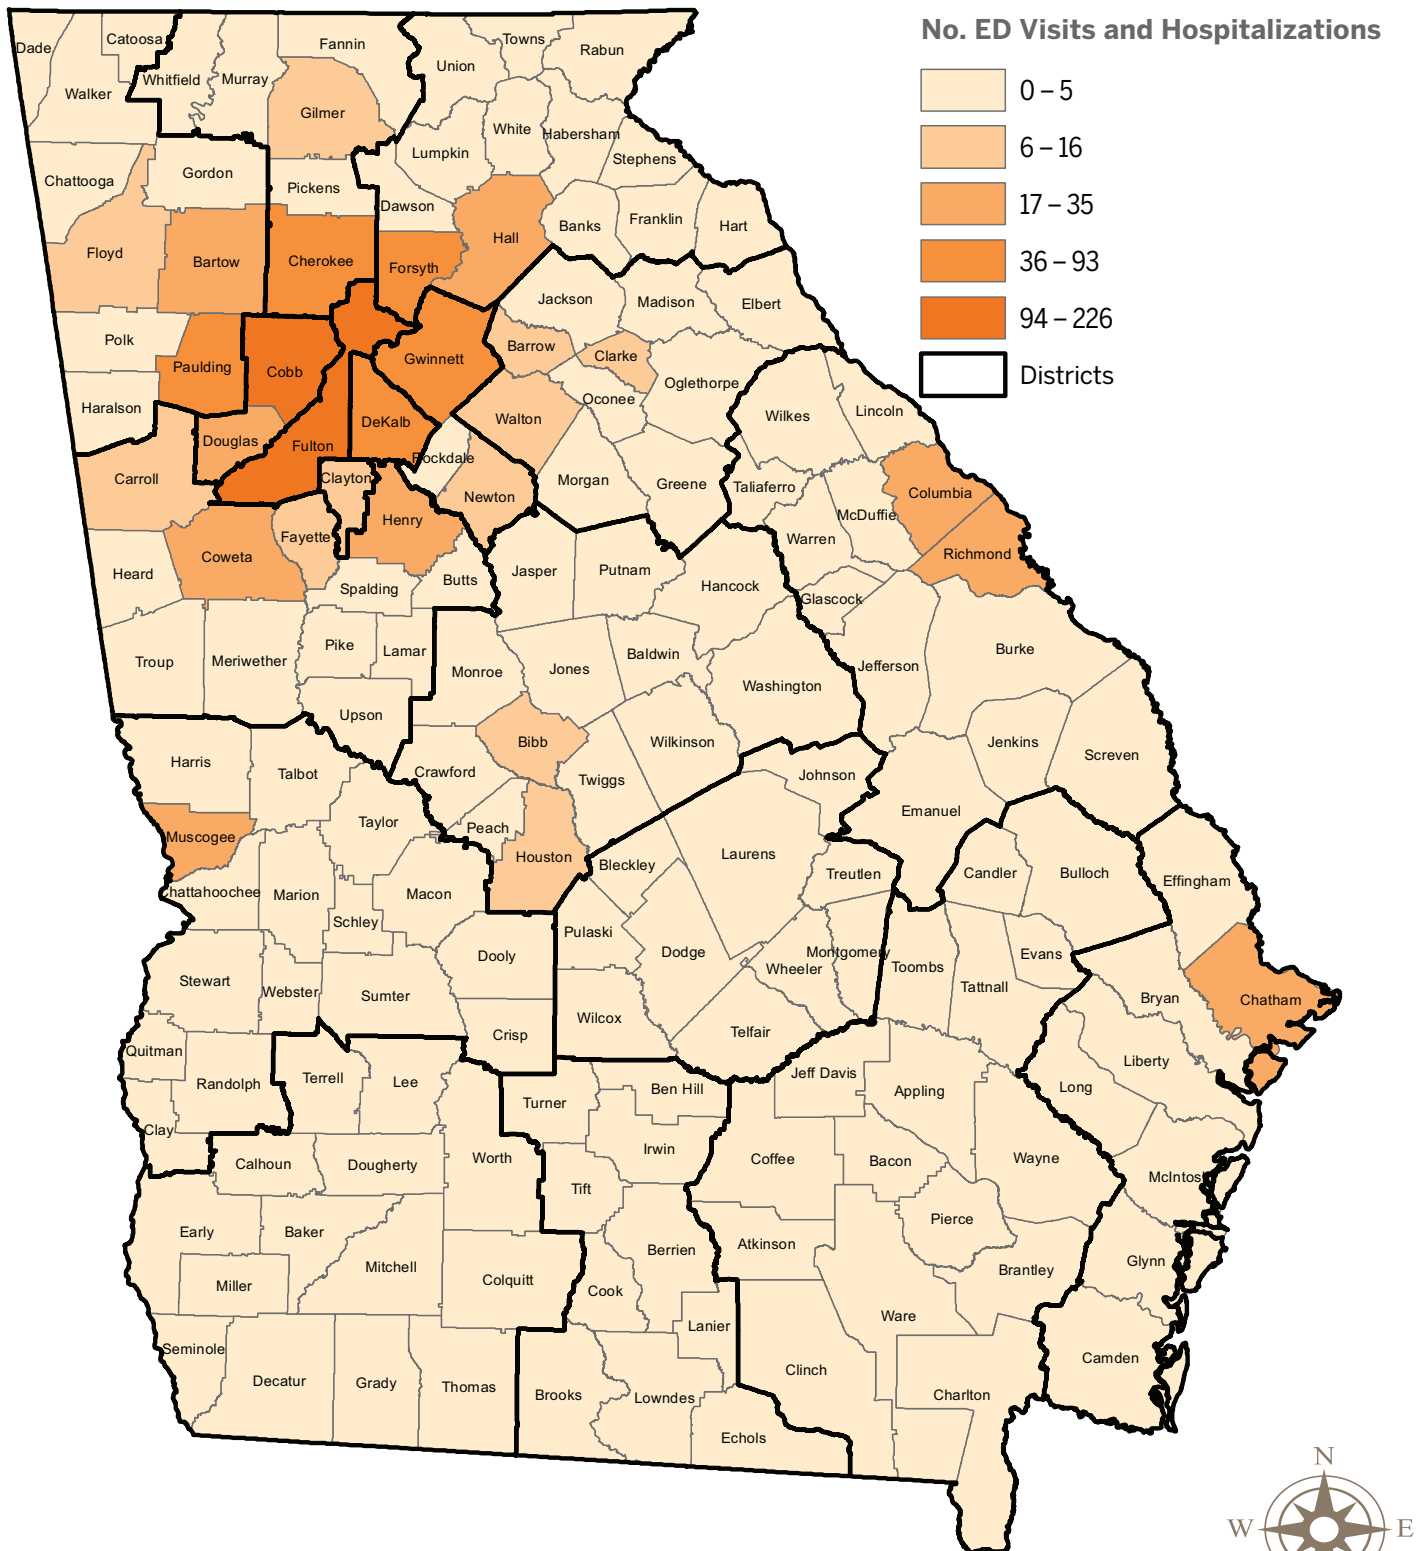 No. ED Visits and Hospitalizations
0 – 5
6 – 16
17 – 35
36 – 93
94 – 226
Districts
Dade
Catoosa
Whitfield
Murray
Fannin
Union
Towns
Rabun
Walker
Gilmer
White
Habersham
Lumpkin
Stephens
Chattooga
Gordon
Pickens
Dawson
Banks
Franklin
Hart
Floyd
Bartow
Cherokee
Forsyth
Hall
Jackson
Madison
Elbert
Polk
Paulding
Cobb
Gwinnett
Barrow
Clarke
Oglethorpe
Oconee
Haralson
Douglas
Fulton
DeKalb
Rockdale
Walton
Wilkes
Lincoln
Carroll
Clayton
Newton
Morgan
Greene
Taliaferro
Columbia
McDuffie
Henry
Fayette
Coweta
Warren
Richmond
Heard
Spalding
Butts
Jasper
Putnam
Hancock
Glascock
Troup
Meriwether
Pike
Lamar
Monroe
Jones
Baldwin
Washington
Jefferson
Burke
Upson
Bibb
Wilkinson
Jenkins
Screven
Harris
Talbot
Crawford
Twiggs
Johnson
Emanuel
Muscogee
Taylor
Peach
Houston
Bleckley
Laurens
Treutlen
Candler
Bulloch
Effingham
Chattahoochee
Marion
Macon
Schley
Pulaski
Dooly
Dodge
Wheeler
Montgomery
Toombs
Tattnall
Evans
Stewart
Webster
Sumter
Bryan
Chatham
Crisp
Wilcox
Telfair
Quitman
Randolph
Terrell
Lee
Turner
Ben Hill
Jeff Davis
Appling
Long
Liberty
Clay
Calhoun
Dougherty
Worth
Irwin
Tift
Coffee
Bacon
Wayne
McIntosh
Early
Baker
Mitchell
Miller
Colquitt
Berrien
Cook
Atkinson
Pierce
Brantley
Glynn
Seminole
Decatur
Grady
Thomas
Brooks
Lanier
Lowndes
Echols
Clinch
Ware
Charlton
Camden
N
W
E